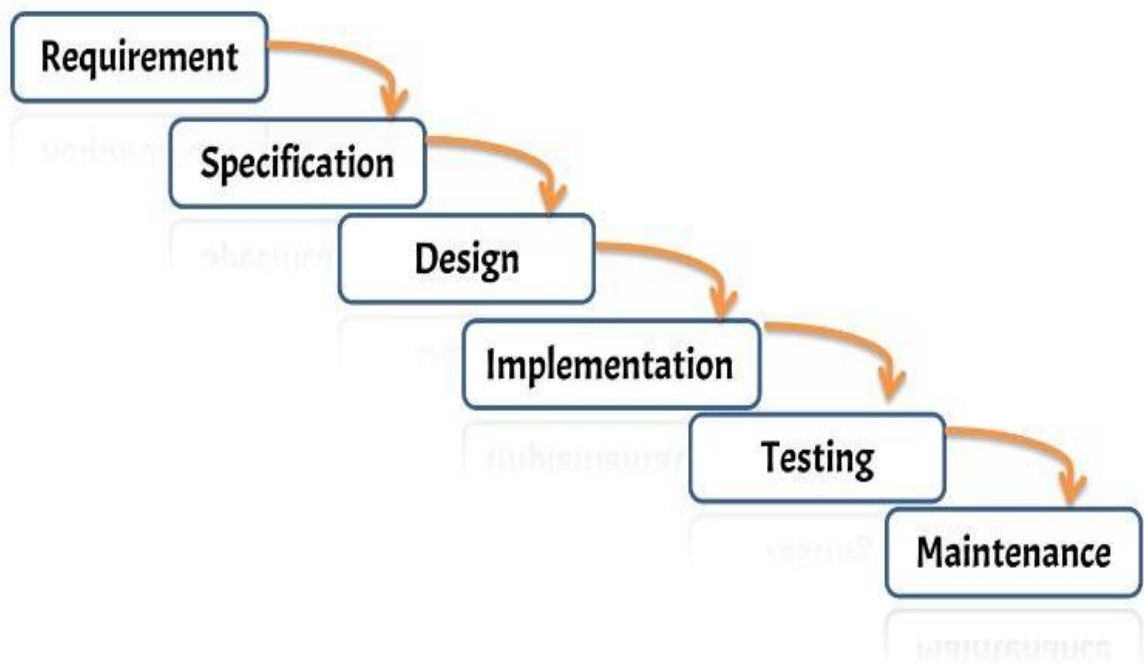 Requirement
Specification
Design
Implementation
Testing
Maintenance